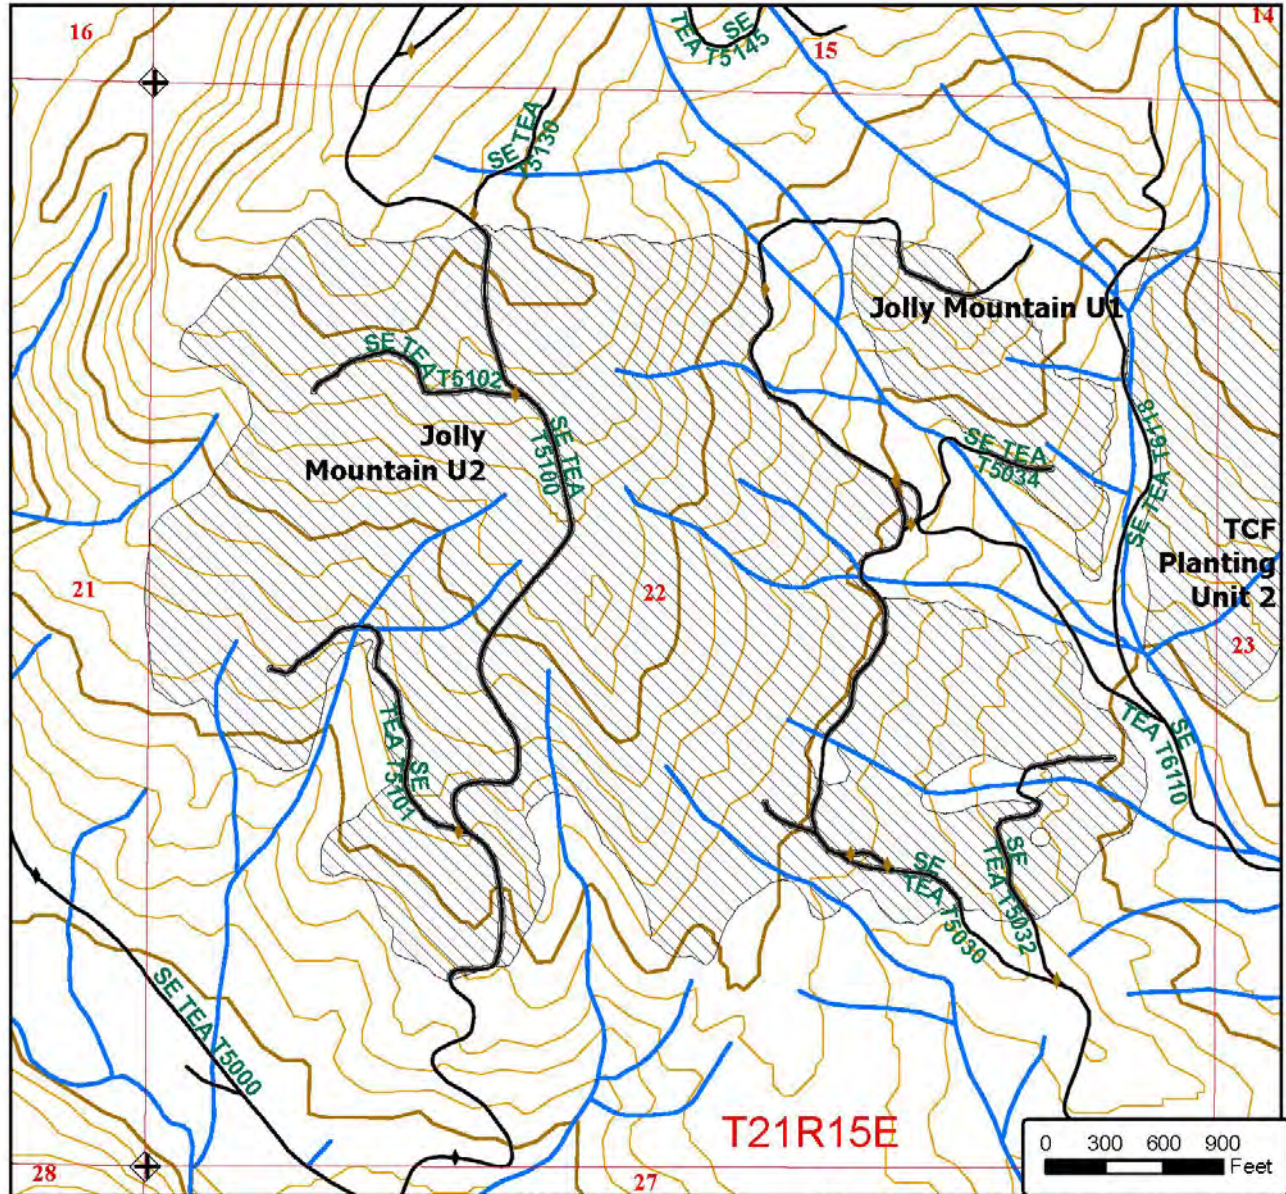 16
15
14
SE
TEA T5145
SE TEA
T5130
Jolly Mountain U1
SE TEA
T5102
Jolly
Mountain U2
SE TEA
T5100
SE TEA
T5034
SE TEA T6118
TCF
Planting
Unit 2
21
22
23
SE
TEA T5101
SE
TEA T6110
SE
TEA T5030
SE
TEA T5032
SE TEA T5000
T21R15E
28
27
0 300 600 900
Feet